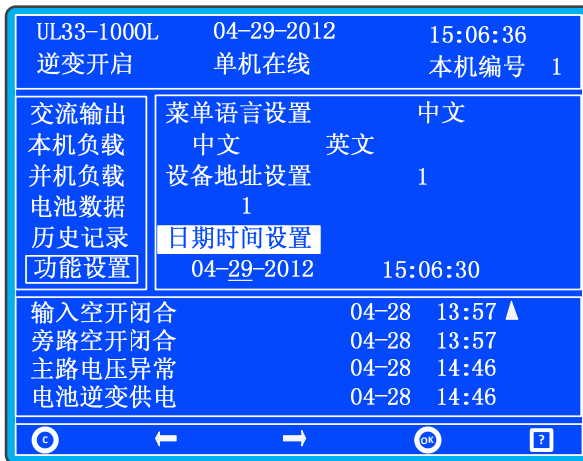 UL33-1000L 04-29-2012 15:06:36
逆变开启 单机在线 本机编号 1
交流输出
本机负载
并机负载
电池数据
历史记录
功能设置
菜单语言设置 中文
中文 英文
设备地址设置 1
1
日期时间设置
04-29-2012 15:06:30
输入空开闭合 04-28 13:57
旁路空开闭合 04-28 13:57
主路电压异常 04-28 14:46
电池逆变供电 04-28 14:46
C OK ?